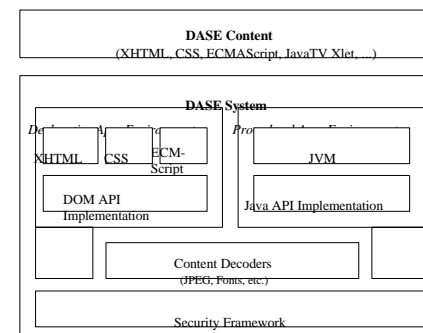 DASE Content
(XHTML, CSS, ECMAScript, JavaTV Xlet, ...)
DASE System
XHTML
CSS
ECM-
Script
JVM
DOM API
Implementation
Java API Implementation
Content Decoders
(JPEG, Fonts, etc.)
Security Framework